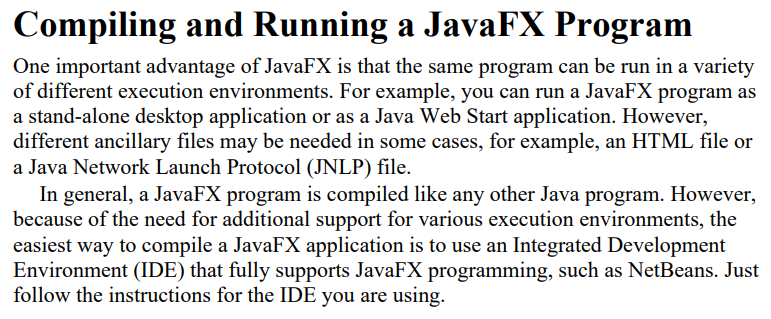 Compiling and Running a JavaFX Program
One important advantage of JavaFX is that the same program can be run in a variety
of different execution environments. For example, you can run a JavaFX program as
a stand-alone desktop application or as a Java Web Start application. However,
different ancillary files may be needed in some cases, for example, an HTML file or
a Java Network Launch Protocol (JNLP) file.
In general, a JavaFX program is compiled like any other Java program. However,
because of the need for additional support for various execution environments, the
easiest way to compile a JavaFX application is to use an Integrated Development
Environment (IDE) that fully supports JavaFX programming, such as NetBeans. Just
follow the instructions for the IDE you are using.